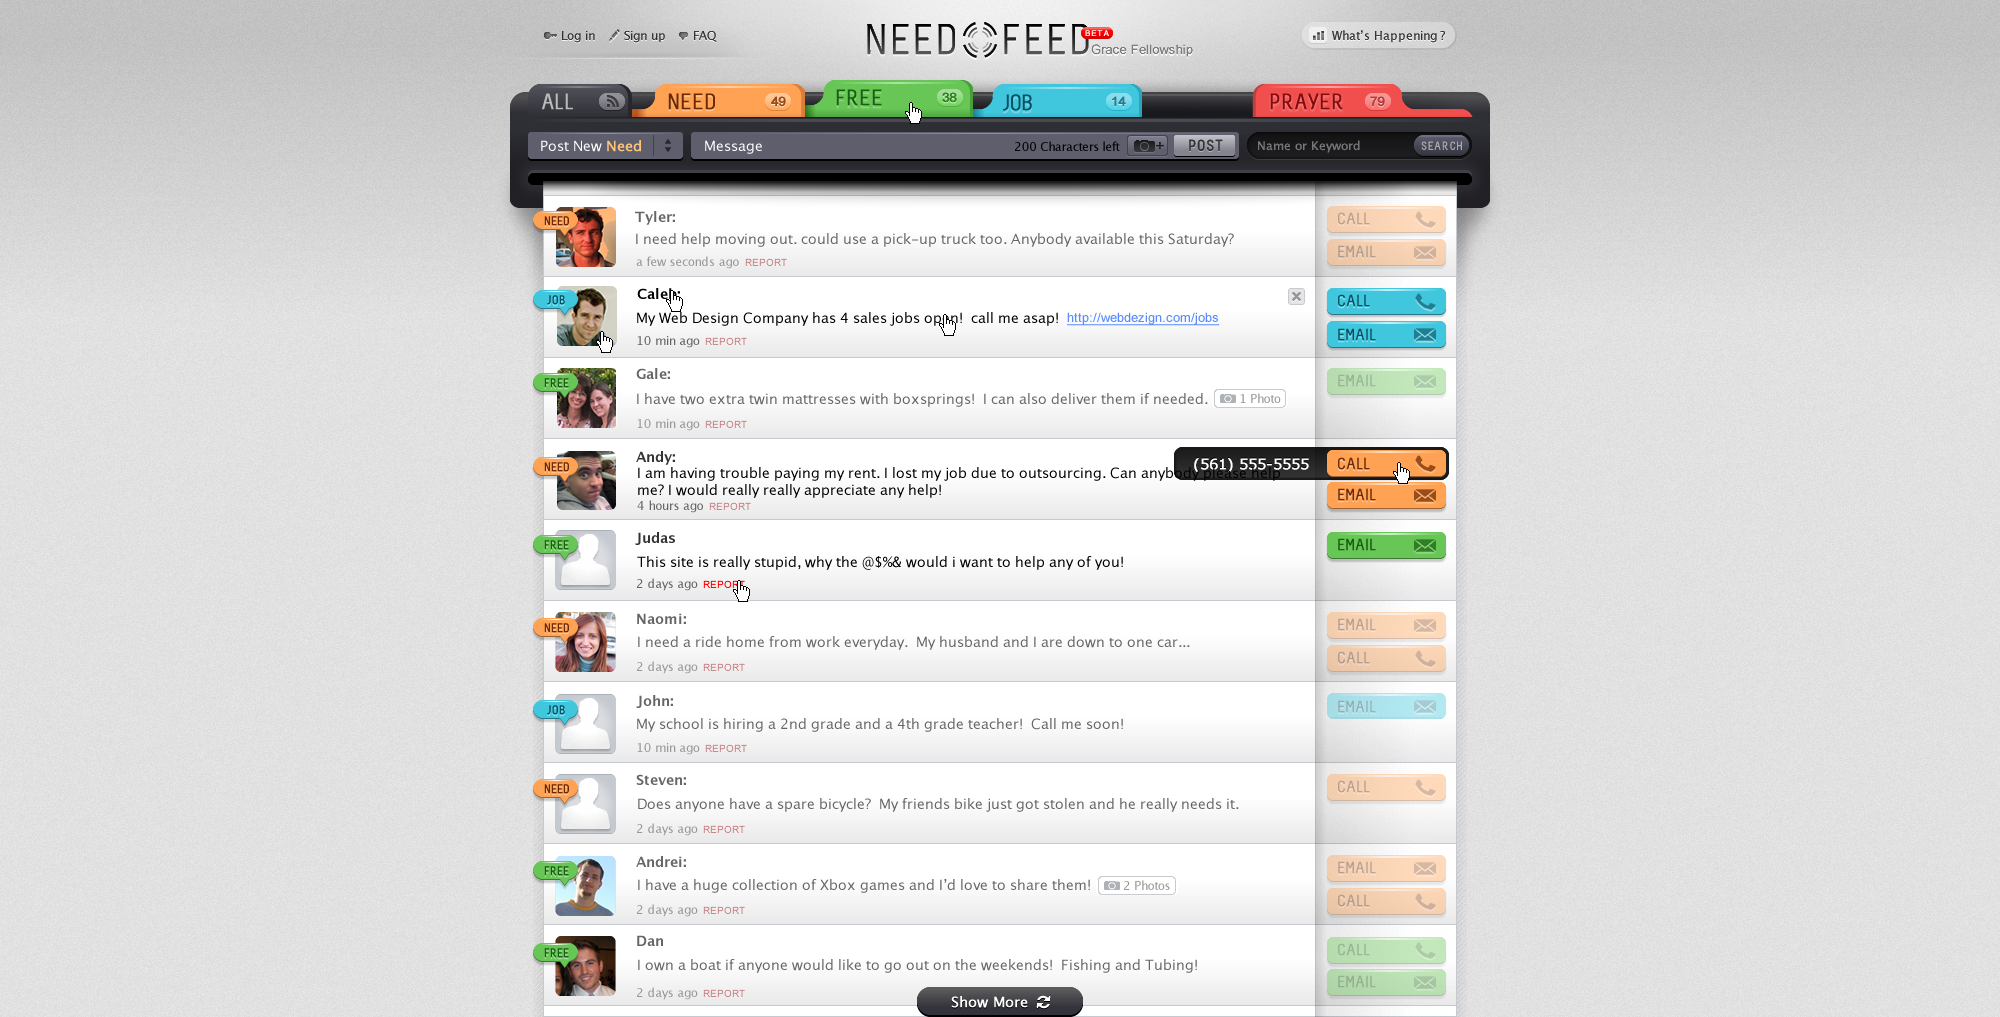 Log in Sign up FAQ
NEED FEED
BETA
Grace Fellowship
What's Happening?
ALL
NEED 49
FREE 38
JOB 14
PRAYER 79
Post New Need
Message
200 Characters left
POST
Name or Keyword
SEARCH
NEED
Tyler:
I need help moving out. could use a pick-up truck too. Anybody available this Saturday?
a few seconds ago REPORT
CALL
EMAIL
JOB
Caleb:
My Web Design Company has 4 sales jobs open! call me asap! http://webdezign.com/jobs
10 min ago REPORT
CALL
EMAIL
FREE
Gale:
I have two extra twin mattresses with boxsprings! I can also deliver them if needed. 1 Photo
10 min ago REPORT
EMAIL
NEED
Andy:
I am having trouble paying my rent. I lost my job due to outsourcing. Can anybody please help
me? I would really really appreciate any help!
4 hours ago REPORT
(561) 555-5555
CALL
EMAIL
FREE
Judas
This site is really stupid, why the @$%& would i want to help any of you!
2 days ago REPORT
EMAIL
NEED
Naomi:
I need a ride home from work everyday. My husband and I are down to one car...
2 days ago REPORT
EMAIL
CALL
JOB
John:
My school is hiring a 2nd grade and a 4th grade teacher! Call me soon!
10 min ago REPORT
EMAIL
NEED
Steven:
Does anyone have a spare bicycle? My friends bike just got stolen and he really needs it.
2 days ago REPORT
CALL
FREE
Andrei:
I have a huge collection of Xbox games and I'd love to share them! 2 Photos
2 days ago REPORT
EMAIL
CALL
FREE
Dan
I own a boat if anyone would like to go out on the weekends! Fishing and Tubing!
2 days ago REPORT
CALL
EMAIL
Show More